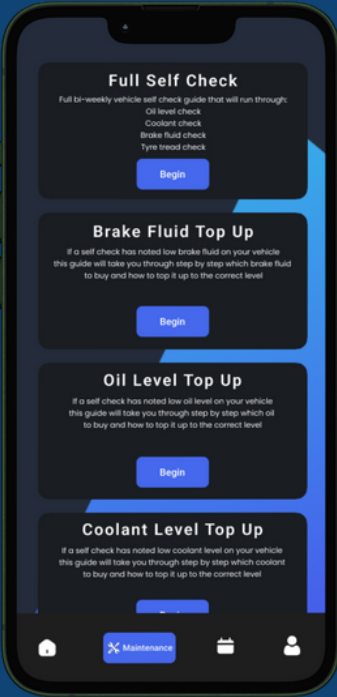 Full Self Check
Full bi-weekly vehicle self check guide that will run through:
Oil level check
Coolant check
Brake fluid check
Tyre tread check
Begin
Brake Fluid Top Up
If a self check has noted low brake fluid on your vehicle
this guide will take you through step by step which brake fluid
to buy and how to top it up to the correct level
Begin
Oil Level Top Up
If a self check has noted low oil level on your vehicle
this guide will take you through step by step which oil
to buy and how to top it up to the correct level
Begin
Coolant Level Top Up
If a self check has noted low coolant level on your vehicle
this guide will take you through step by step which coolant
to buy and how to top it up to the correct level
Maintenance